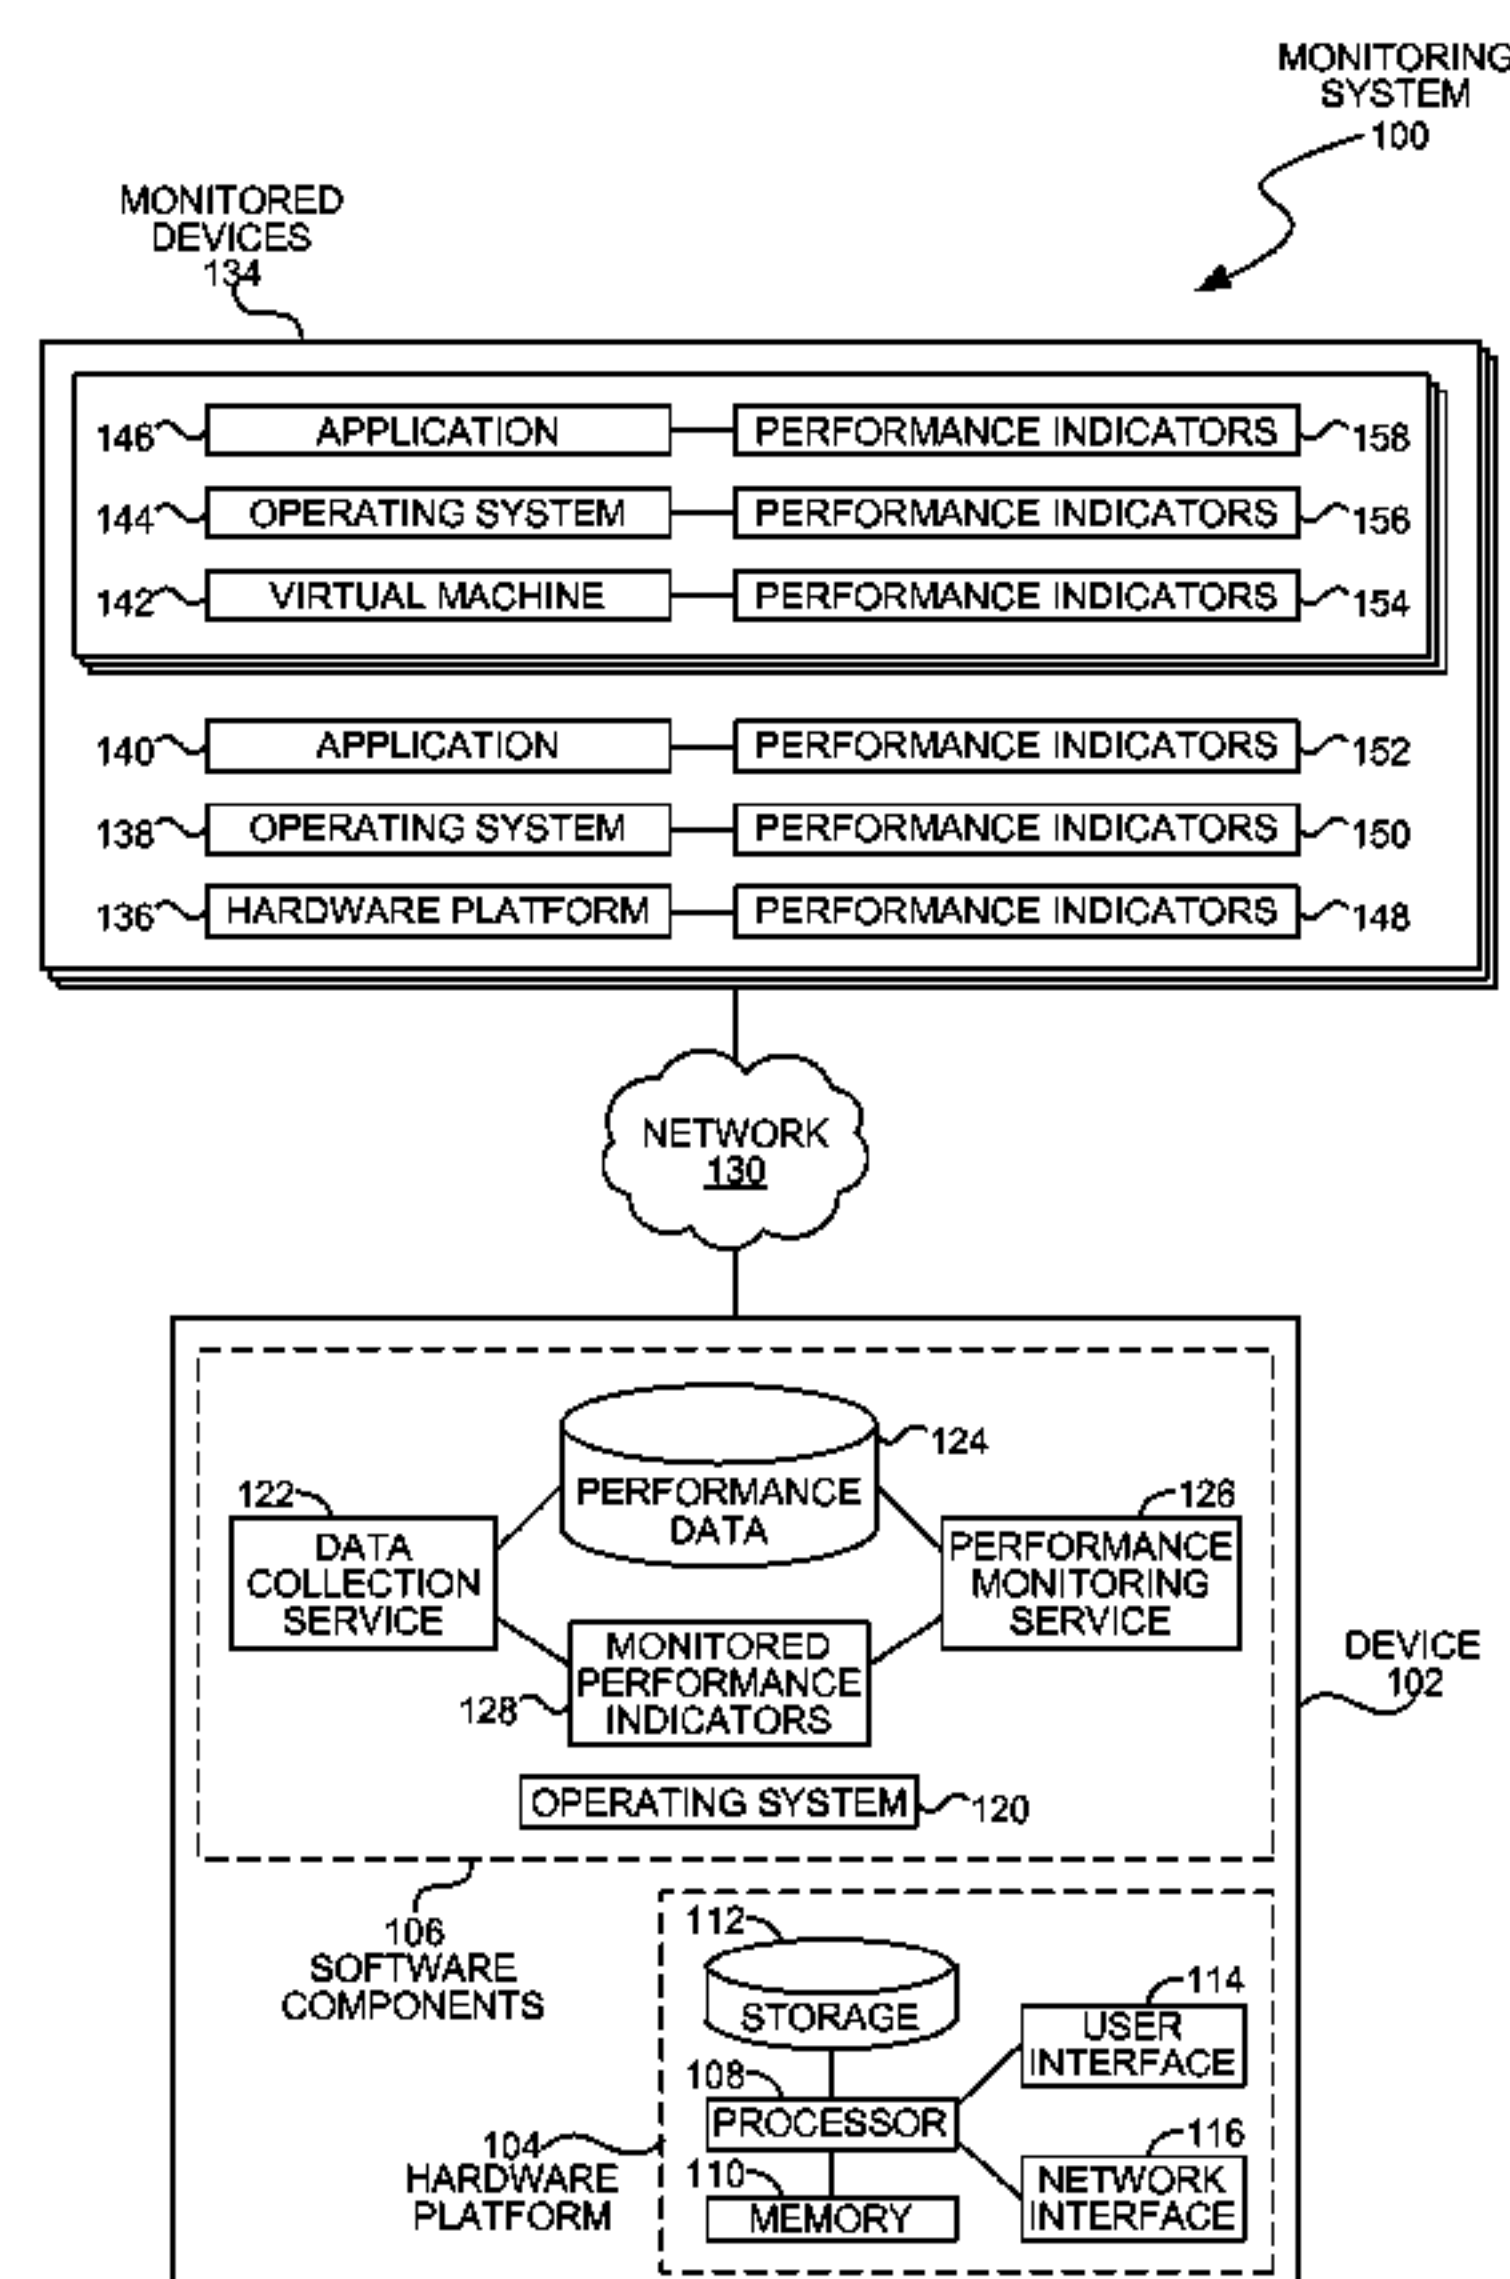 MONITORING
SYSTEM
100
MONITORED
DEVICES
134
146 APPLICATION PERFORMANCE INDICATORS 158
144 OPERATING SYSTEM PERFORMANCE INDICATORS 156
142 VIRTUAL MACHINE PERFORMANCE INDICATORS 154
140 APPLICATION PERFORMANCE INDICATORS 152
138 OPERATING SYSTEM PERFORMANCE INDICATORS 150
136 HARDWARE PLATFORM PERFORMANCE INDICATORS 148
NETWORK
130
124
PERFORMANCE
DATA
122
DATA
COLLECTION
SERVICE
126
PERFORMANCE
MONITORING
SERVICE
MONITORED
PERFORMANCE
INDICATORS
128
DEVICE
102
OPERATING SYSTEM 120
106
SOFTWARE
COMPONENTS
112
STORAGE
114
USER
INTERFACE
108
PROCESSOR
104
HARDWARE
PLATFORM
116
NETWORK
INTERFACE
110
MEMORY